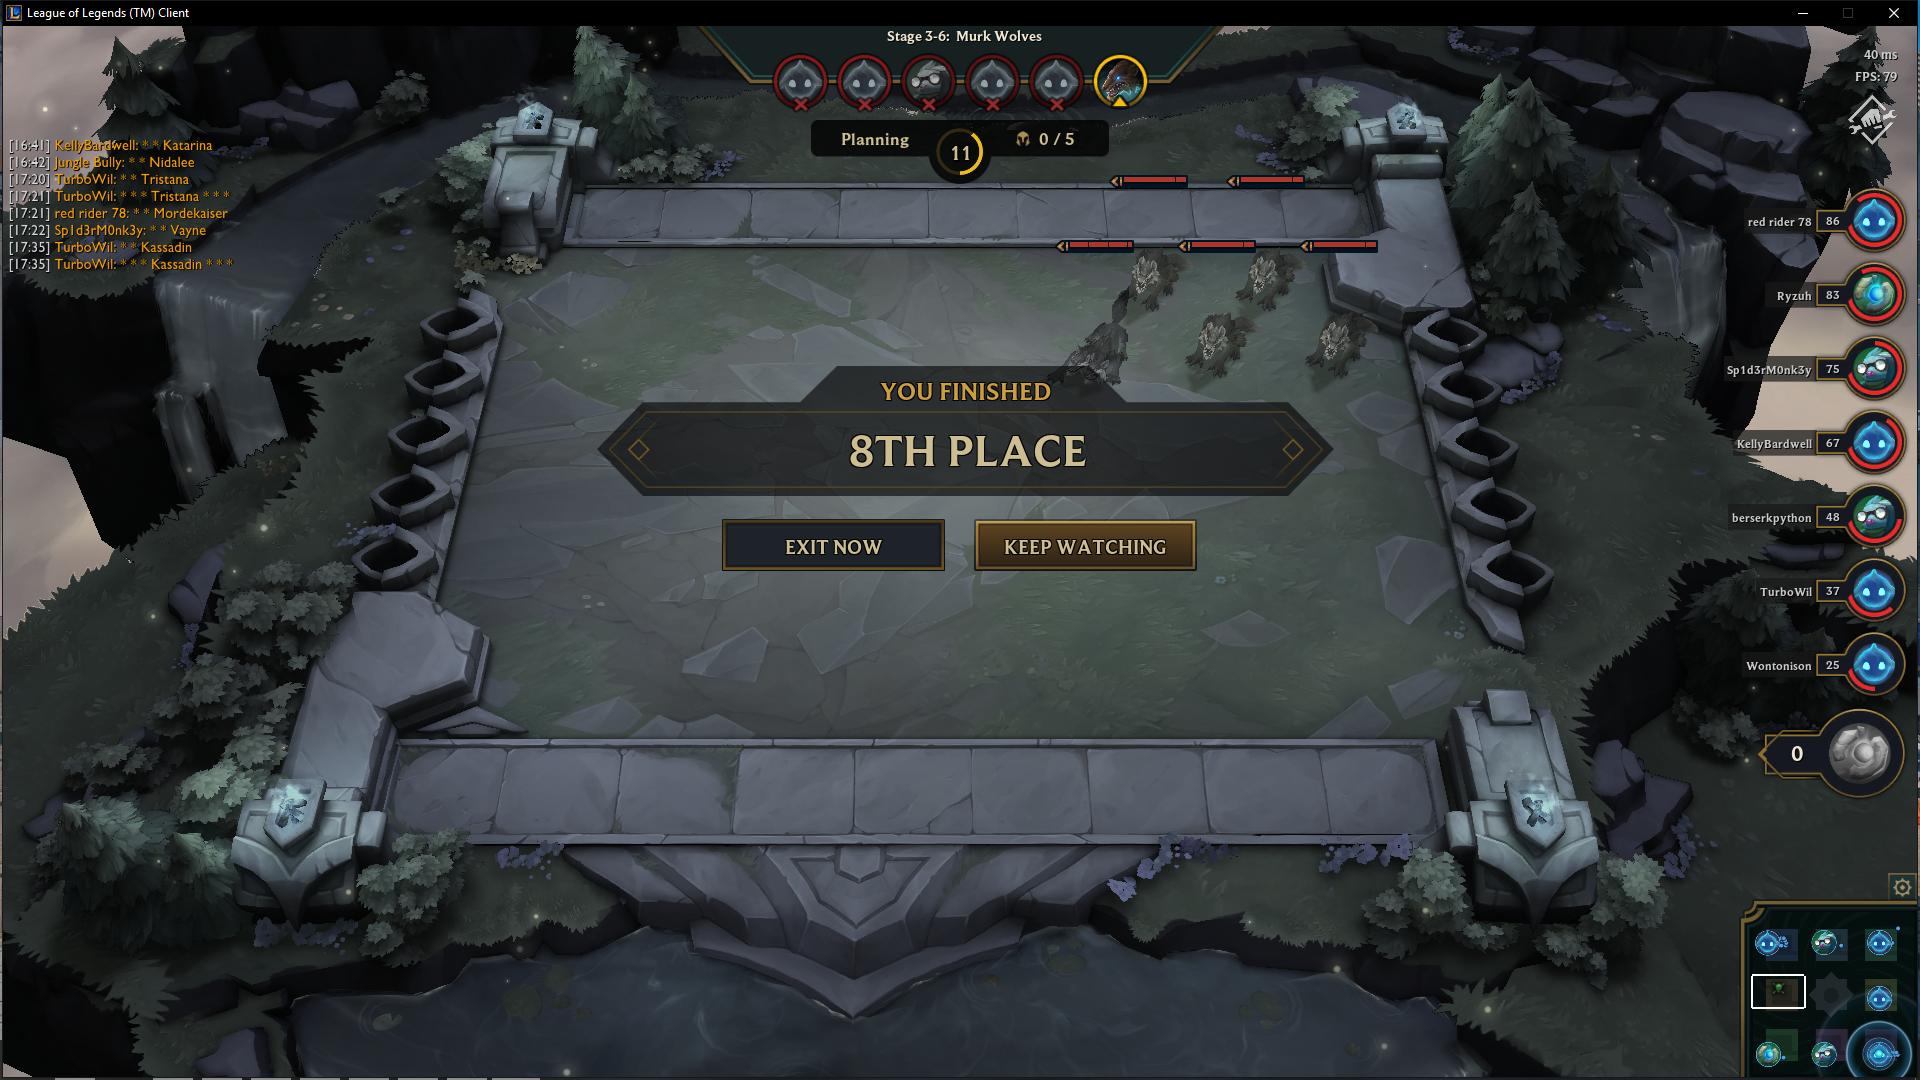 League of Legends (TM) Client
Stage 3-6: Murk Wolves
40 ms
FPS: 79
Planning
11
0 / 5
[16:41] KellyBardwell: * * Katarina
[16:42] Jungle Bully: * * Nidalee
[17:20] TurboWil: * * Tristana
[17:21] TurboWil: * * * Tristana * * *
[17:21] red rider 78: * * Mordekaiser
[17:22] Sp1d3rM0nk3y: * * Vayne
[17:35] TurboWil: * * Kassadin
[17:35] TurboWil: * * * Kassadin * * *
red rider 78 86
Ryzuh 83
Sp1d3rM0nk3y 75
KellyBardwell 67
berserkpython 48
TurboWil 37
Wontonison 25
0
YOU FINISHED
8TH PLACE
EXIT NOW
KEEP WATCHING